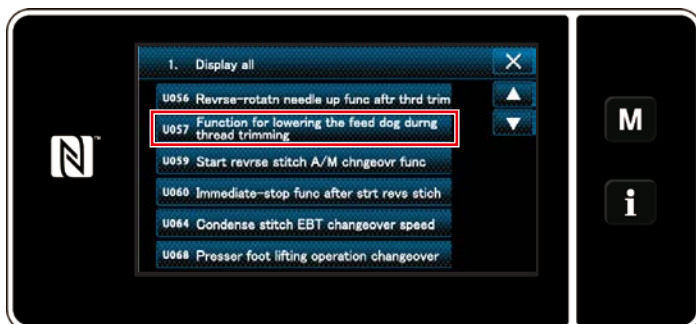 1. Display all
U056 Revrse-rotatn needle up func aftr thrd trim
U057 Function for lowering the feed dog durng
thread trimming
U059 Start revrse stitch A/M chngeovr func
U060 Immediate-stop func after strt revs stich
U064 Condense stitch EBT changeover speed
U068 Presser foot lifting operation changeover
M
i